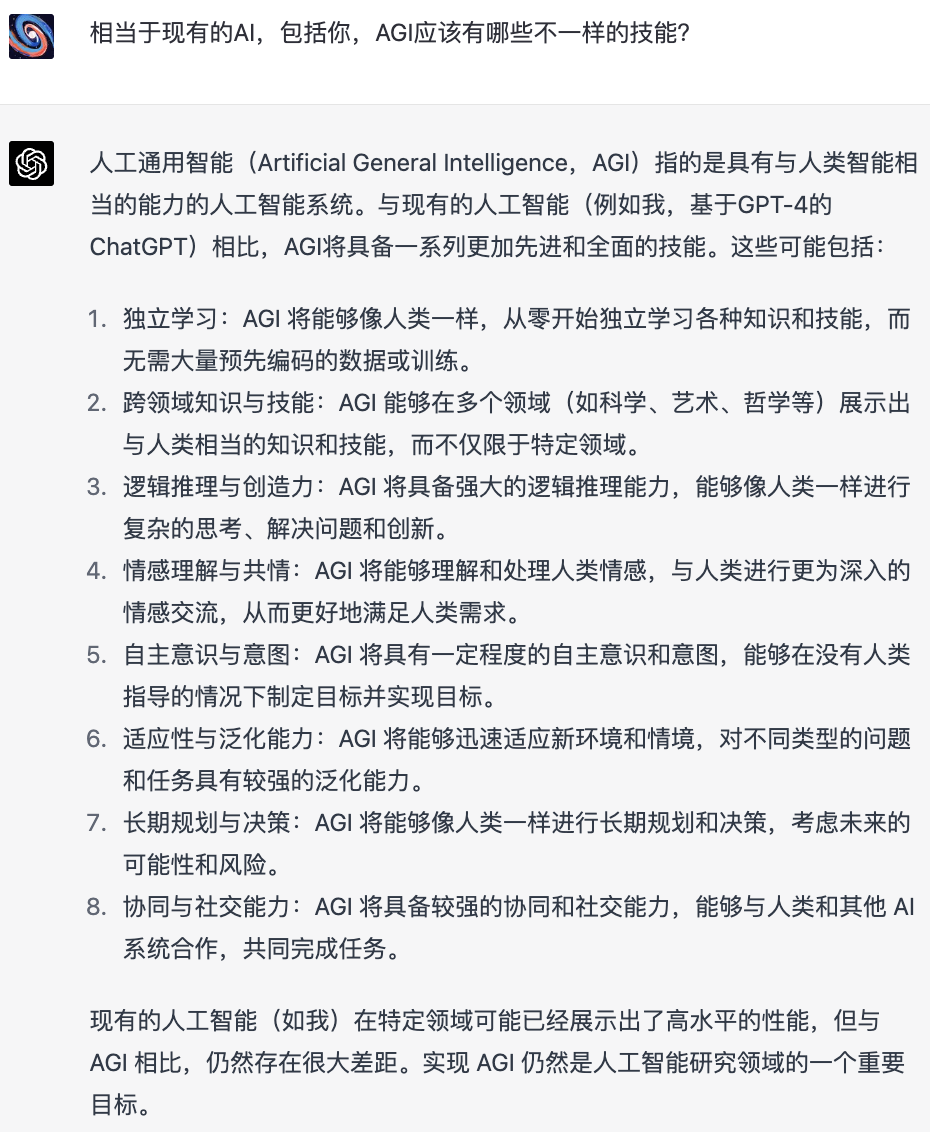 相当于现有的AI，包括你，AGI应该有哪些不一样的技能？
人工通用智能（Artificial General Intelligence，AGI）指的是具有与人类智能相
当的能力的人工智能系统。与现有的人工智能（例如我，基于GPT-4的
ChatGPT）相比，AGI将具备一系列更加先进和全面的技能。这些可能包括：
1. 独立学习：AGI 将能够像人类一样，从零开始独立学习各种知识和技能，而
无需大量预先编码的数据或训练。
2. 跨领域知识与技能：AGI 能够在多个领域（如科学、艺术、哲学等）展示出
与人类相当的知识和技能，而不仅限于特定领域。
3. 逻辑推理与创造力：AGI 将具备强大的逻辑推理能力，能够像人类一样进行
复杂的思考、解决问题和创新。
4. 情感理解与共情：AGI 将能够理解和处理人类情感，与人类进行更为深入的
情感交流，从而更好地满足人类需求。
5. 自主意识与意图：AGI 将具有一定程度的自主意识和意图，能够在没有人类
指导的情况下制定目标并实现目标。
6. 适应性与泛化能力：AGI 将能够迅速适应新环境和情境，对不同类型的问题
和任务具有较强的泛化能力。
7. 长期规划与决策：AGI 将能够像人类一样进行长期规划和决策，考虑未来的
可能性和风险。
8. 协同与社交能力：AGI 将具备较强的协同和社交能力，能够与人类和其他 AI
系统合作，共同完成任务。
现有的人工智能（如我）在特定领域可能已经展示出了高水平的性能，但与
AGI 相比，仍然存在很大差距。实现 AGI 仍然是人工智能研究领域的一个重要
目标。